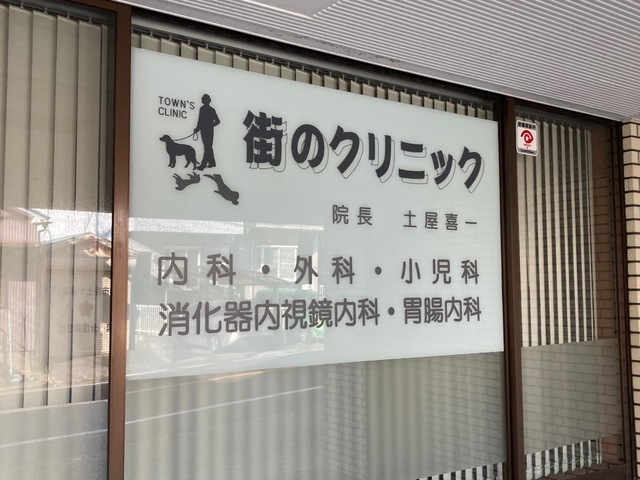 TOWN'S
CLINIC
街のクリニック
院長 土屋喜一
内科・外科・小児科
消化器内視鏡内科・胃腸内科